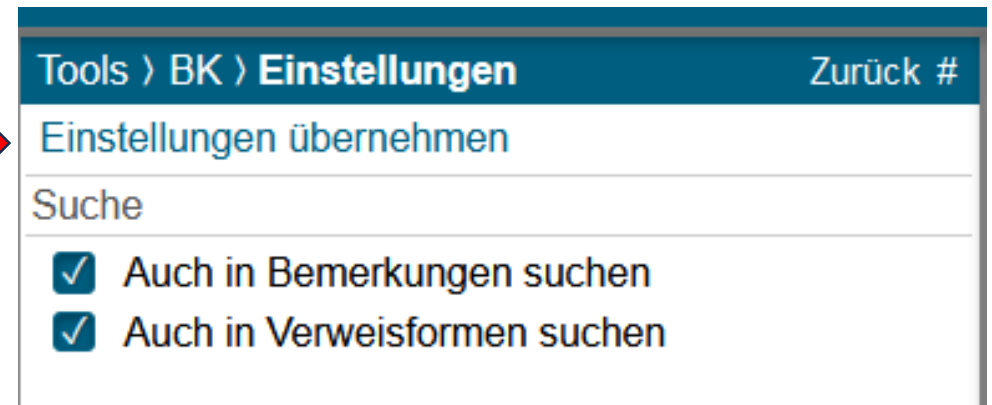 Tools ⟩ BK ⟩ Einstellungen Zurück #
Einstellungen übernehmen
Suche
Auch in Bemerkungen suchen
Auch in Verweisformen suchen